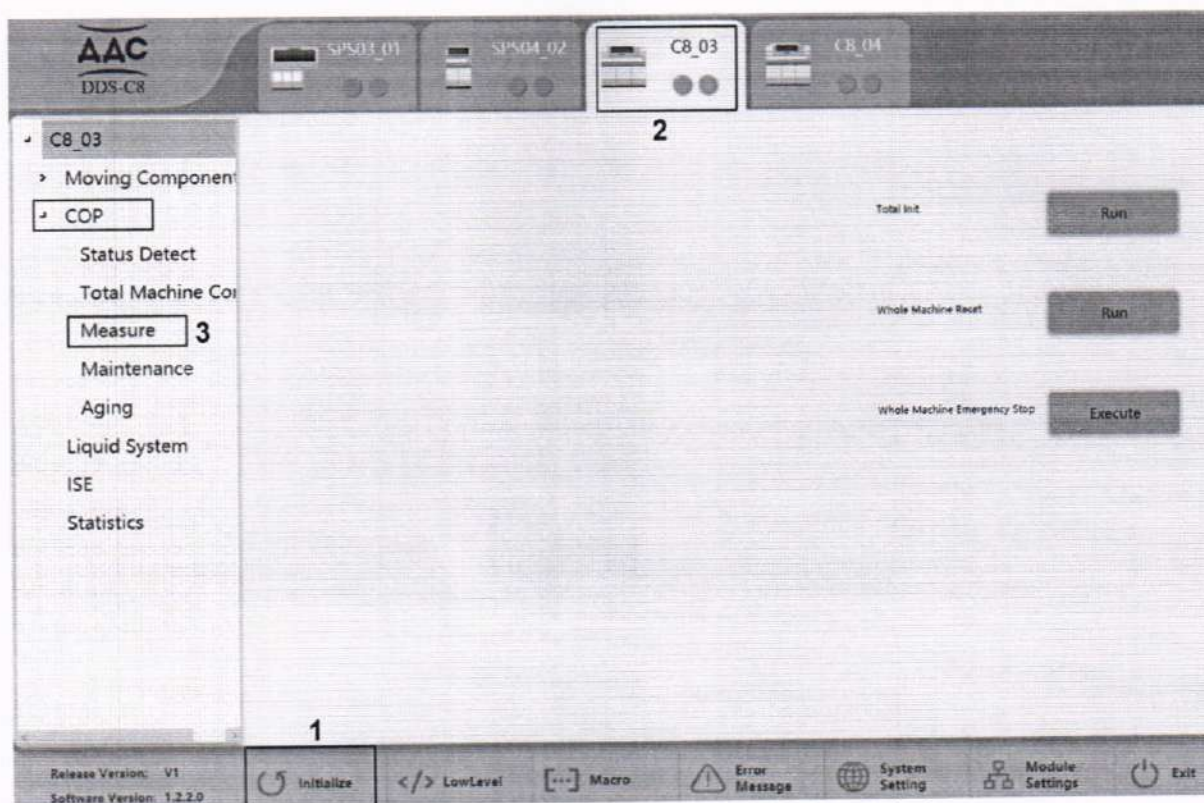 AAC
DDS-C8
SPS03_01
SPS04_02
C8_03
C8_04
2
C8_03
Moving Component
COP
Status Detect
Total Machine Cor
Measure
3
Maintenance
Aging
Liquid System
ISE
Statistics
Total Init
Run
Whole Machine Reset
Run
Whole Machine Emergency Stop
Execute
1
Release Version: V1
Software Version: 1.2.2.0
Initialize
</> LowLevel
[---] Macro
Error
Message
System
Setting
Module
Settings
Exit